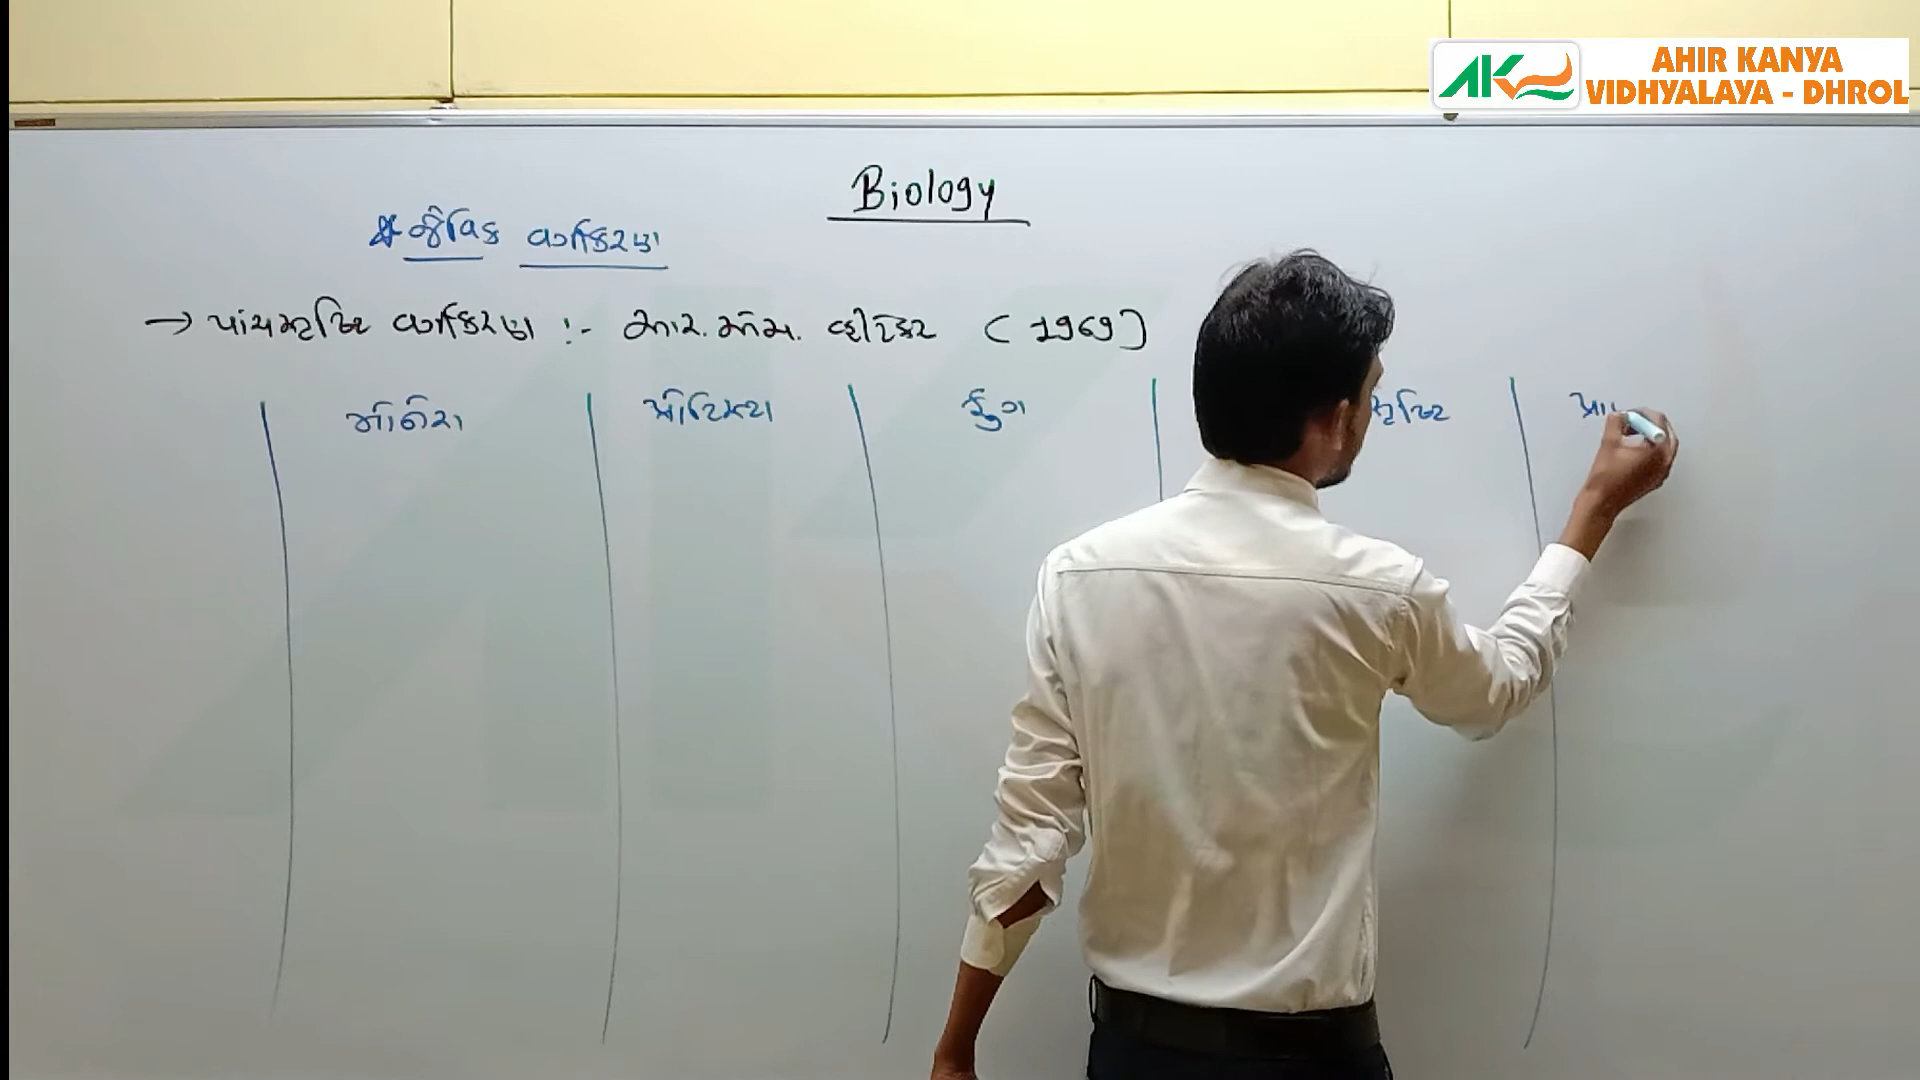 AHIR KANYA
VIDHYALAYA - DHROL
Biology
* જૈવિક વર્ગીકરણ
→ પાંચસૃષ્ટિ વર્ગીકરણ :- આર. એચ. વ્હીટેકર ( 1969 )
મોનેરા પ્રોટિસ્ટા ફુગ સૃષ્ટિ પ્રા